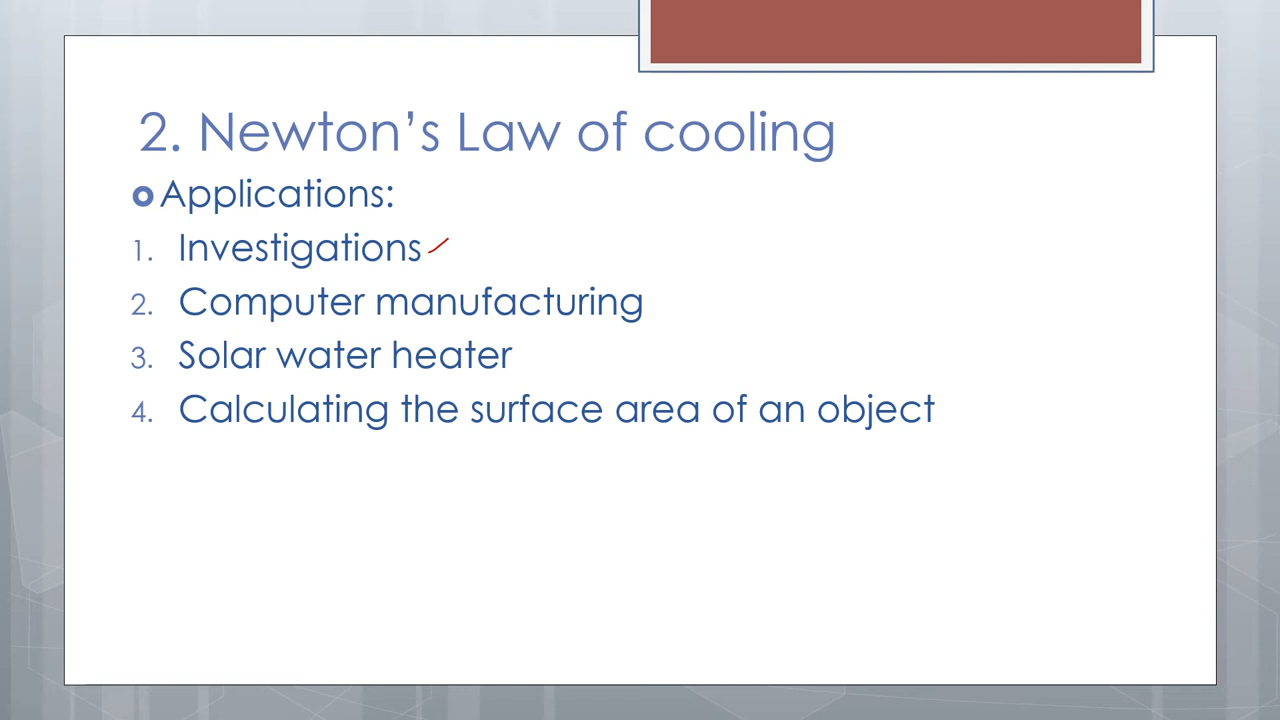 2. Newton’s Law of cooling
Applications:
1. Investigations
2. Computer manufacturing
3. Solar water heater
4. Calculating the surface area of an object